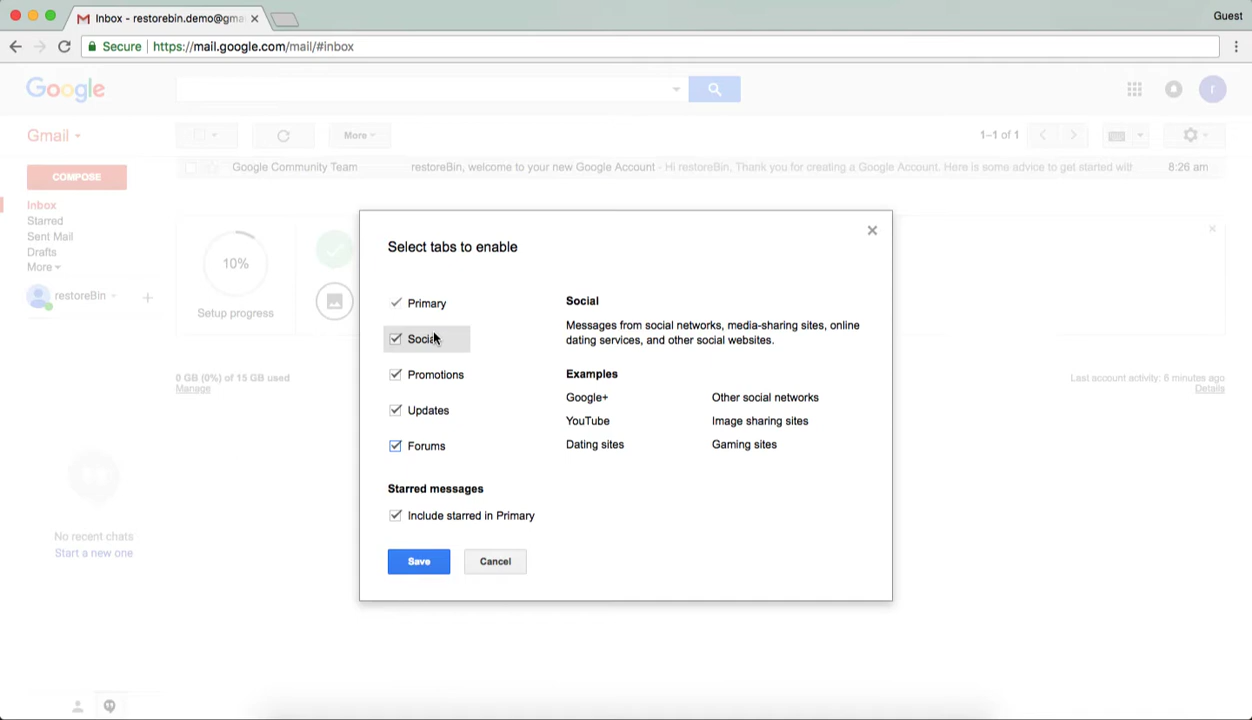 Inbox - restorebin.demo@gma
Guest
Secure https://mail.google.com/mail/#inbox
Google
Gmail
More
1–1 of 1
COMPOSE
Google Community Team restoreBin, welcome to your new Google Account - Hi restoreBin, Thank you for creating a Google Account. Here is some advice to get started with 8:26 am
Inbox
Starred
Sent Mail
Drafts
More
restoreBin
10%
Setup progress
0 GB (0%) of 15 GB used
Manage
Last account activity: 6 minutes ago
Details
No recent chats
Start a new one
Select tabs to enable
Primary
Social
Promotions
Updates
Forums
Starred messages
Include starred in Primary
Save
Cancel
Social
Messages from social networks, media-sharing sites, online
dating services, and other social websites.
Examples
Google+ Other social networks
YouTube Image sharing sites
Dating sites Gaming sites